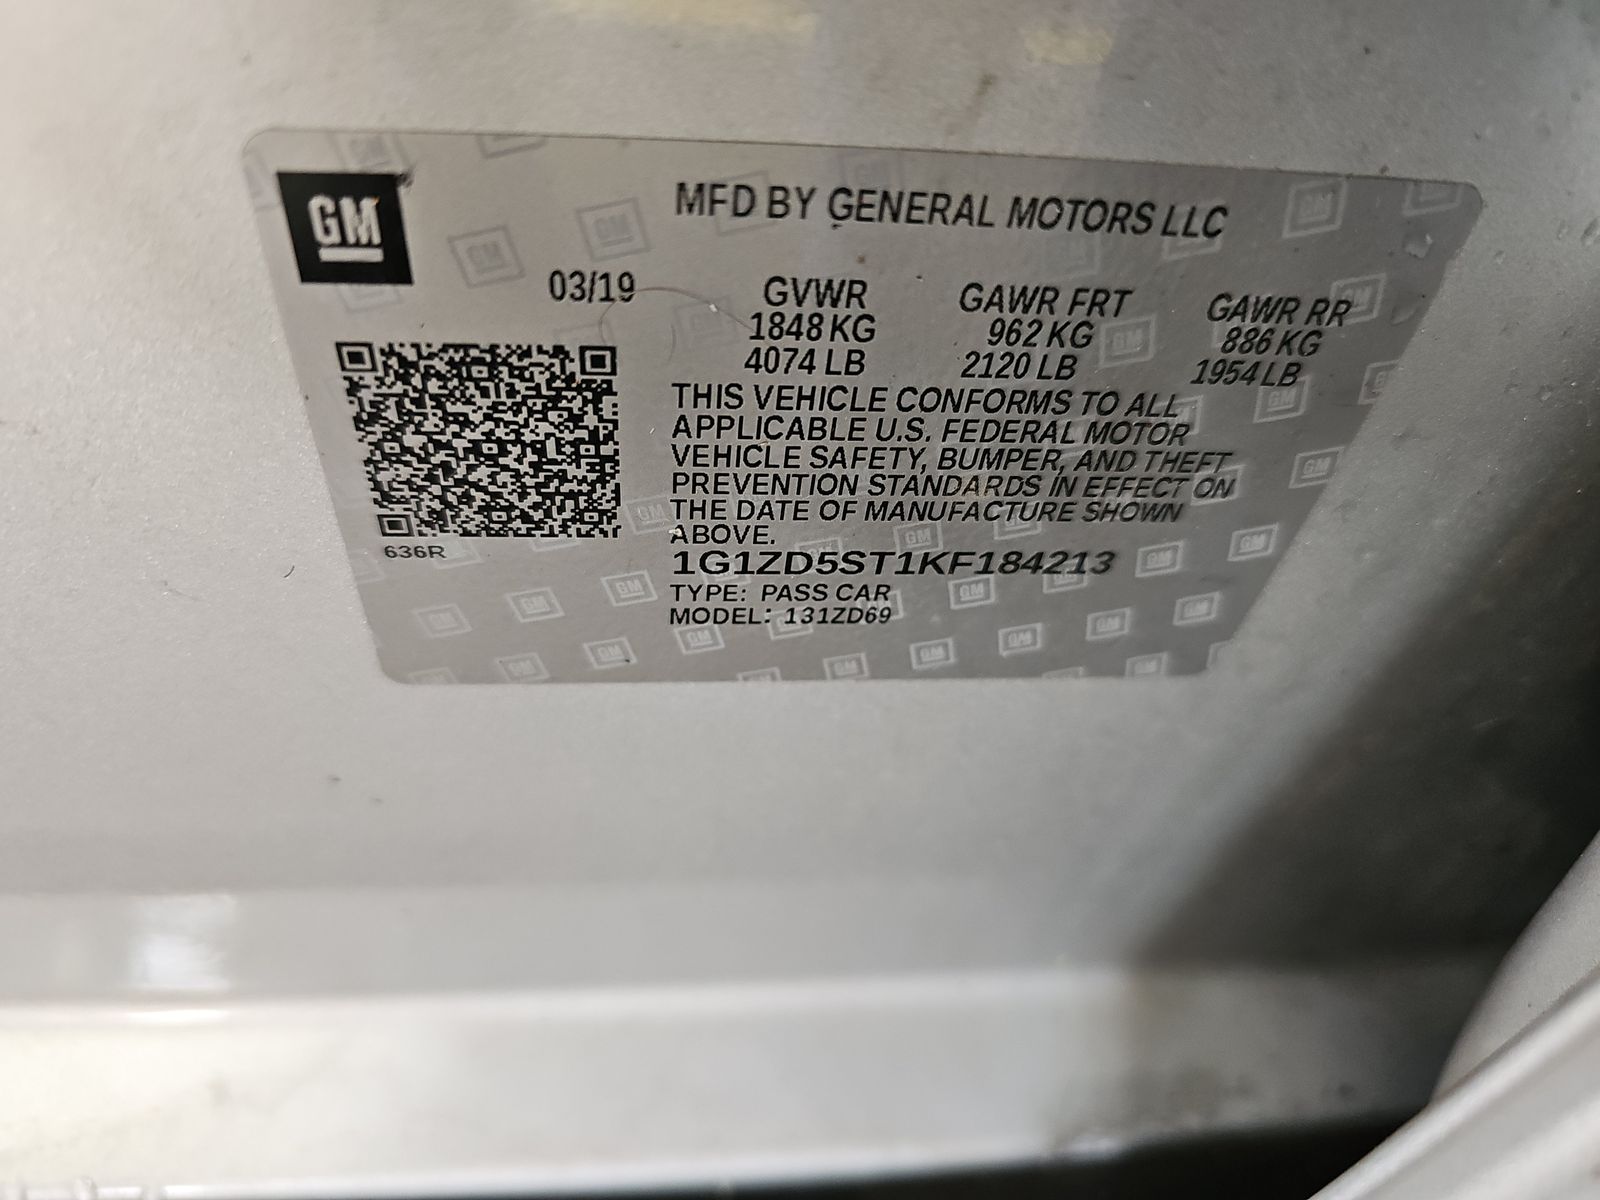 GM
MFD BY GENERAL MOTORS LLC
03/19
GVWR
1848 KG
4074 LB
GAWR FRT
962 KG
2120 LB
GAWR RR
886 KG
1954 LB
THIS VEHICLE CONFORMS TO ALL
APPLICABLE U.S. FEDERAL MOTOR
VEHICLE SAFETY, BUMPER, AND THEFT
PREVENTION STANDARDS IN EFFECT ON
THE DATE OF MANUFACTURE SHOWN
ABOVE.
636R
1G1ZD5ST1KF184213
TYPE: PASS CAR
MODEL: 131ZD69